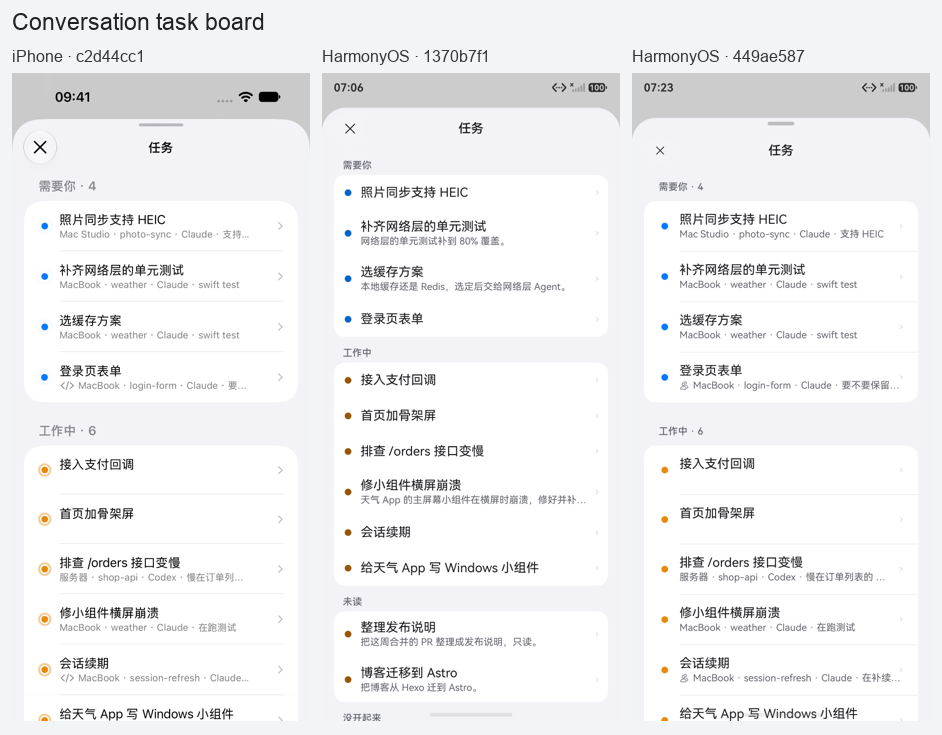 Conversation task board
iPhone · c2d44cc1
09:41
任务
需要你 · 4
照片同步支持 HEIC
Mac Studio · photo-sync · Claude · 支持...
补齐网络层的单元测试
MacBook · weather · Claude · swift test
选缓存方案
MacBook · weather · Claude · swift test
登录页表单
</> MacBook · login-form · Claude · 要...
工作中 · 6
接入支付回调
首页加骨架屏
排查 /orders 接口变慢
服务器 · shop-api · Codex · 慢在订单列...
修小组件横屏崩溃
MacBook · weather · Claude · 在跑测试
会话续期
</> MacBook · session-refresh · Claude...
给天气 App 写 Windows 小组件
HarmonyOS · 1370b7f1
07:06
100
任务
需要你
照片同步支持 HEIC
补齐网络层的单元测试
网络层的单元测试补到 80% 覆盖。
选缓存方案
本地缓存还是 Redis，选定后交给网络层 Agent。
登录页表单
工作中
接入支付回调
首页加骨架屏
排查 /orders 接口变慢
修小组件横屏崩溃
天气 App 的主屏幕小组件在横屏时崩溃，修好并补...
会话续期
给天气 App 写 Windows 小组件
未读
整理发布说明
把这周合并的 PR 整理成发布说明，只读。
博客迁移到 Astro
把博客从 Hexo 迁到 Astro。
没开起来
HarmonyOS · 449ae587
07:23
100
任务
需要你 · 4
照片同步支持 HEIC
Mac Studio · photo-sync · Claude · 支持 HEIC
补齐网络层的单元测试
MacBook · weather · Claude · swift test
选缓存方案
MacBook · weather · Claude · swift test
登录页表单
MacBook · login-form · Claude · 要不要保留...
工作中 · 6
接入支付回调
首页加骨架屏
排查 /orders 接口变慢
服务器 · shop-api · Codex · 慢在订单列表的 ...
修小组件横屏崩溃
MacBook · weather · Claude · 在跑测试
会话续期
MacBook · session-refresh · Claude · 在补续...
给天气 App 写 Windows 小组件